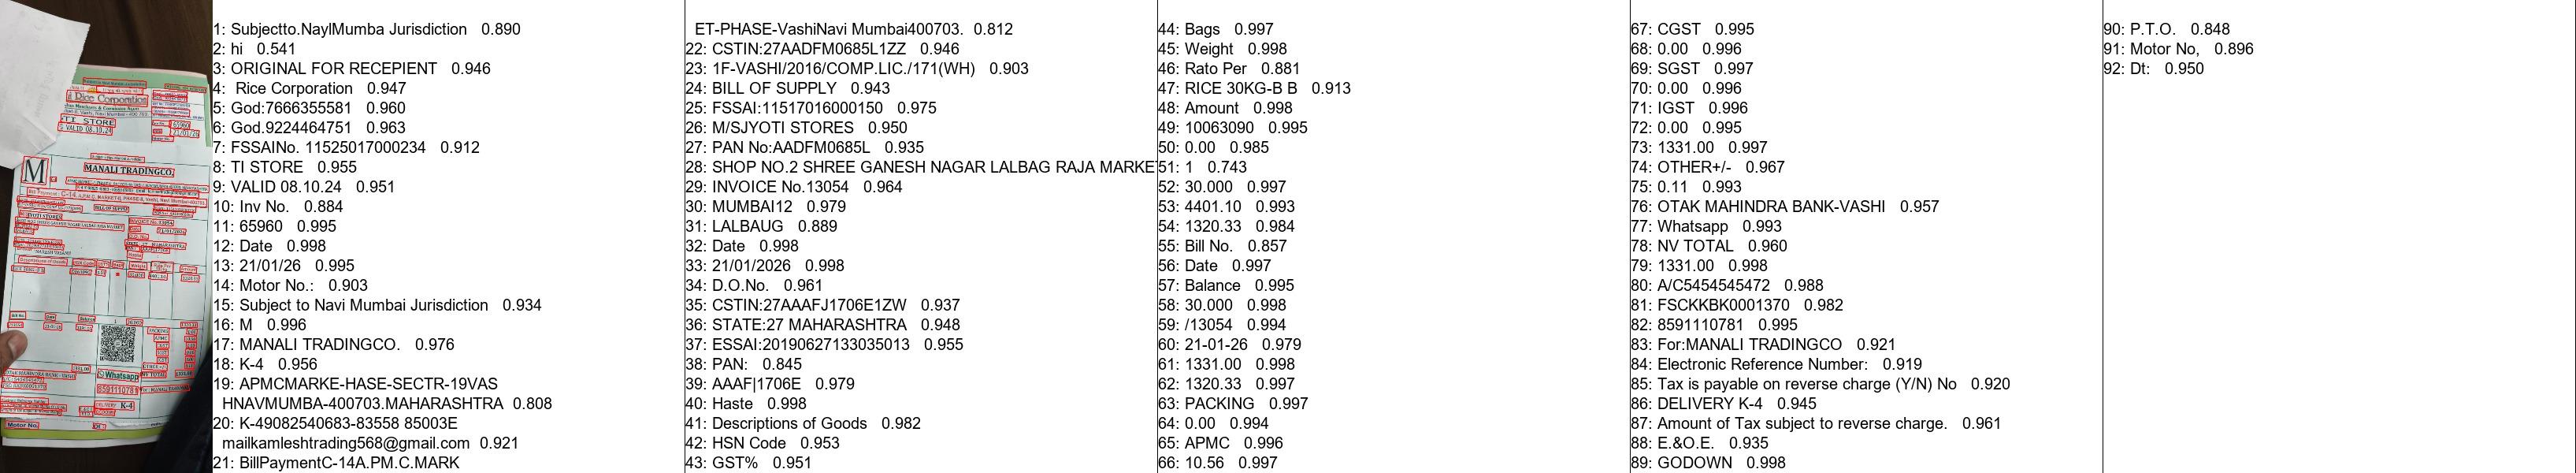 1: Subjectto.NaylMumba Jurisdiction 0.890
2: hi 0.541
3: ORIGINAL FOR RECEPIENT 0.946
4: Rice Corporation 0.947
5: God:7666355581 0.960
6: God.9224464751 0.963
7: FSSAINo. 11525017000234 0.912
8: TI STORE 0.955
9: VALID 08.10.24 0.951
10: Inv No. 0.884
11: 65960 0.995
12: Date 0.998
13: 21/01/26 0.995
14: Motor No.: 0.903
15: Subject to Navi Mumbai Jurisdiction 0.934
16: M 0.996
17: MANALI TRADINGCO. 0.976
18: K-4 0.956
19: APMCMARKE-HASE-SECTR-19VAS
HNAVMUMBA-400703.MAHARASHTRA 0.808
20: K-49082540683-83558 85003E
mailkamleshtrading568@gmail.com 0.921
21: BillPaymentC-14A.PM.C.MARK
ET-PHASE-VashiNavi Mumbai400703. 0.812
22: CSTIN:27AADFM0685L1ZZ 0.946
23: 1F-VASHI/2016/COMP.LIC./171(WH) 0.903
24: BILL OF SUPPLY 0.943
25: FSSAI:11517016000150 0.975
26: M/SJYOTI STORES 0.950
27: PAN No:AADFM0685L 0.935
28: SHOP NO.2 SHREE GANESH NAGAR LALBAG RAJA MARKE
29: INVOICE No.13054 0.964
30: MUMBAI12 0.979
31: LALBAUG 0.889
32: Date 0.998
33: 21/01/2026 0.998
34: D.O.No. 0.961
35: CSTIN:27AAAFJ1706E1ZW 0.937
36: STATE:27 MAHARASHTRA 0.948
37: ESSAI:20190627133035013 0.955
38: PAN: 0.845
39: AAAF|1706E 0.979
40: Haste 0.998
41: Descriptions of Goods 0.982
42: HSN Code 0.953
43: GST% 0.951
44: Bags 0.997
45: Weight 0.998
46: Rato Per 0.881
47: RICE 30KG-B B 0.913
48: Amount 0.998
49: 10063090 0.995
50: 0.00 0.985
51: 1 0.743
52: 30.000 0.997
53: 4401.10 0.993
54: 1320.33 0.984
55: Bill No. 0.857
56: Date 0.997
57: Balance 0.995
58: 30.000 0.998
59: /13054 0.994
60: 21-01-26 0.979
61: 1331.00 0.998
62: 1320.33 0.997
63: PACKING 0.997
64: 0.00 0.994
65: APMC 0.996
66: 10.56 0.997
67: CGST 0.995
68: 0.00 0.996
69: SGST 0.997
70: 0.00 0.996
71: IGST 0.996
72: 0.00 0.995
73: 1331.00 0.997
74: OTHER+/- 0.967
75: 0.11 0.993
76: OTAK MAHINDRA BANK-VASHI 0.957
77: Whatsapp 0.993
78: NV TOTAL 0.960
79: 1331.00 0.998
80: A/C5454545472 0.988
81: FSCKKBK0001370 0.982
82: 8591110781 0.995
83: For:MANALI TRADINGCO 0.921
84: Electronic Reference Number: 0.919
85: Tax is payable on reverse charge (Y/N) No 0.920
86: DELIVERY K-4 0.945
87: Amount of Tax subject to reverse charge. 0.961
88: E.&O.E. 0.935
89: GODOWN 0.998
90: P.T.O. 0.848
91: Motor No, 0.896
92: Dt: 0.950